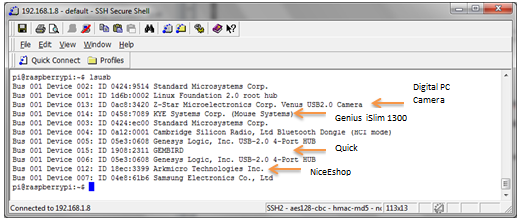 192.168.1.8 - default - SSH Secure Shell
File Edit View Window Help
Quick Connect Profiles
pi@raspberrypi:~$ lsusb
Bus 001 Device 002: ID 0424:9514 Standard Microsystems Corp.
Bus 001 Device 001: ID 1d6b:0002 Linux Foundation 2.0 root hub
Bus 001 Device 013: ID 0ac8:3420 Z-Star Microelectronics Corp. Venus USB2.0 Camera
Bus 001 Device 014: ID 0458:7089 KYE Systems Corp. (Mouse Systems)
Bus 001 Device 003: ID 0424:ec00 Standard Microsystems Corp.
Bus 001 Device 004: ID 0a12:0001 Cambridge Silicon Radio, Ltd Bluetooth Dongle (HCI mode)
Bus 001 Device 005: ID 05e3:0608 Genesys Logic, Inc. USB-2.0 4-Port HUB
Bus 001 Device 015: ID 1908:2311 GEMBIRD
Bus 001 Device 006: ID 05e3:0608 Genesys Logic, Inc. USB-2.0 4-Port HUB
Bus 001 Device 012: ID 18ec:3399 Arkmicro Technologies Inc.
Bus 001 Device 007: ID 04e8:61b6 Samsung Electronics Co., Ltd
pi@raspberrypi:~$
Digital PC
Camera
Genius iSlim 1300
Quick
NiceEshop
Connected to 192.168.1.8
SSH2 - aes128-cbc - hmac-md5 - no
113x13